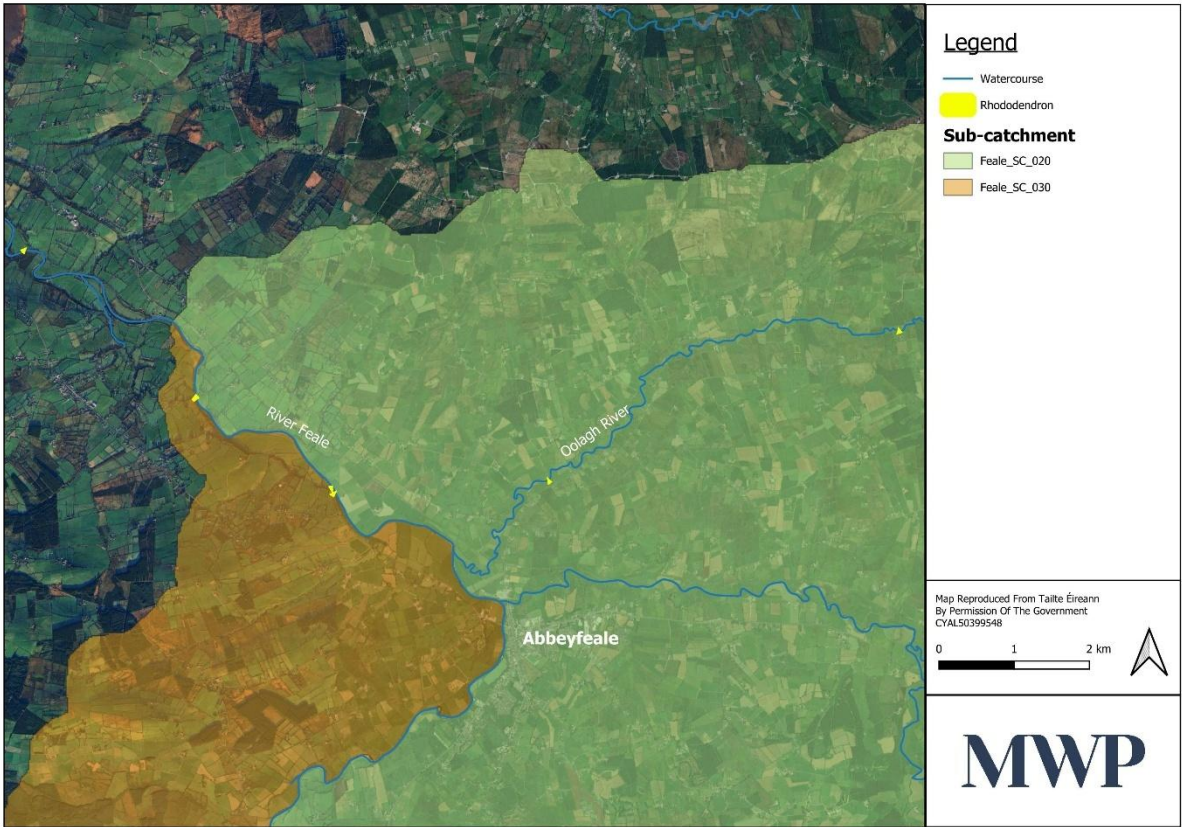 Legend
Watercourse
Rhododendron
Sub-catchment
Feale_SC_020
Feale_SC_030
River Feale
Oolagh River
Abbeyfeale
Map Reproduced From Tailte Éireann
By Permission Of The Government
CYAL50399548
0 1 2 km
MWP